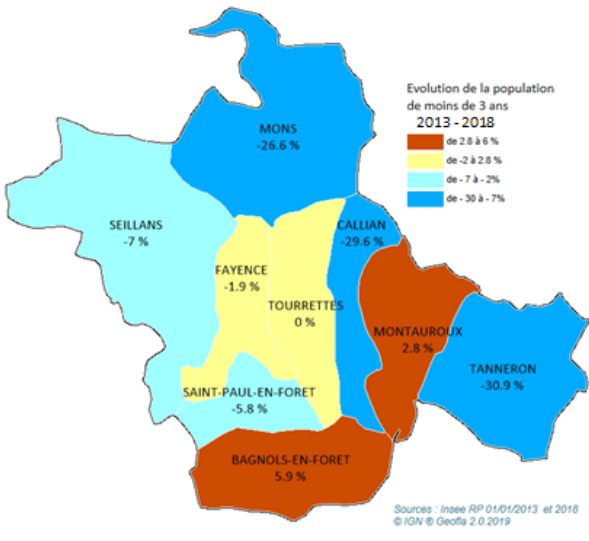 Evolution de la population
de moins de 3 ans
2013 - 2018
de 2.8 à 6 %
de -2 à 2.8 %
de - 7 à - 2%
de - 30 à - 7%
MONS
-26.6 %
SEILLANS
-7 %
CALLIAN
-29.6 %
FAYENCE
-1.9 %
TOURRETTES
0 %
MONTAUROUX
2.8 %
TANNERON
-30.9 %
SAINT-PAUL-EN-FORET
-5.8 %
BAGNOLS-EN-FORET
5.9 %
Sources : Insee RP 01/01/2013 et 2018
© IGN ® Geofla 2.0.2019